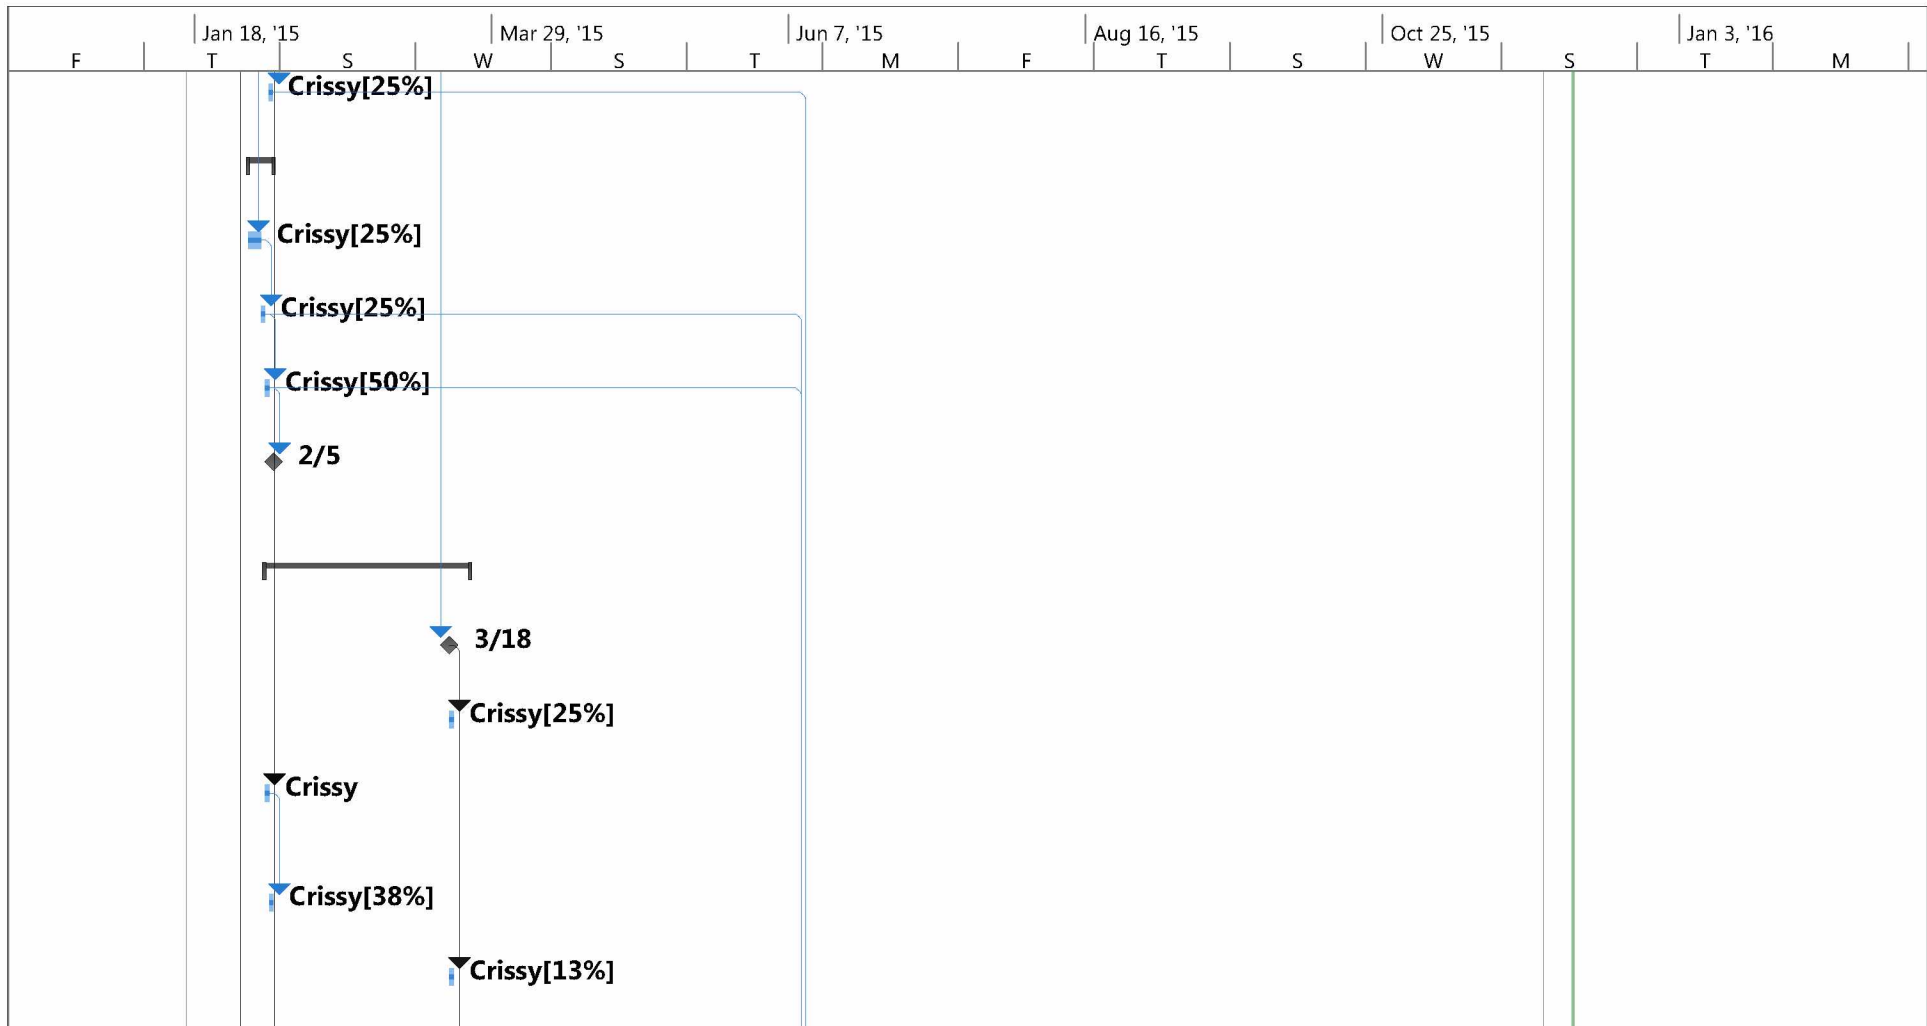 Jan 18, '15 Mar 29, '15 Jun 7, '15 Aug 16, '15 Oct 25, '15 Jan 3, '16
F T S W S T M F T S W S T M
Crissy[25%]
Crissy[25%]
Crissy[25%]
Crissy[50%]
2/5
3/18
Crissy[25%]
Crissy
Crissy[38%]
Crissy[13%]